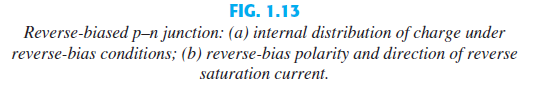 FIG. 1.13
Reverse-biased p–n junction: (a) internal distribution of charge under
reverse-bias conditions; (b) reverse-bias polarity and direction of reverse
saturation current.